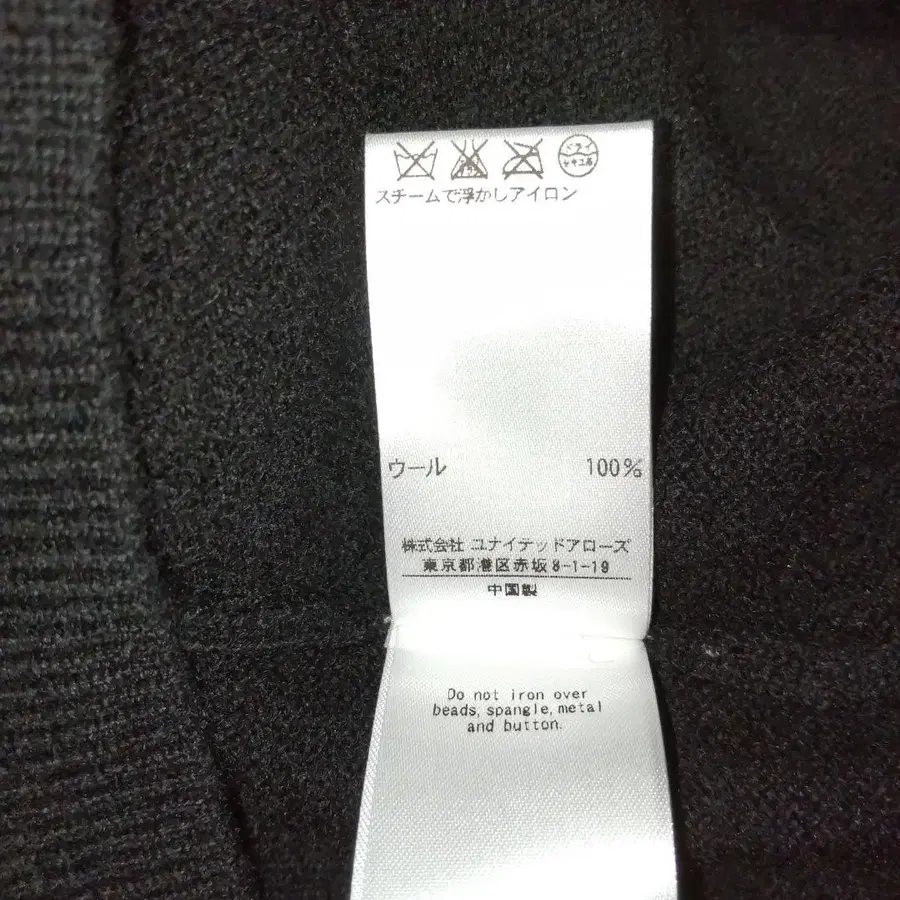 ドライ
セキユ系
スチームで浮かしアイロン
ウール 100%
株式会社 ユナイテッドアローズ
東京都港区赤坂8-1-19
中国製
Do not iron over
beads, spangle, metal
and button.